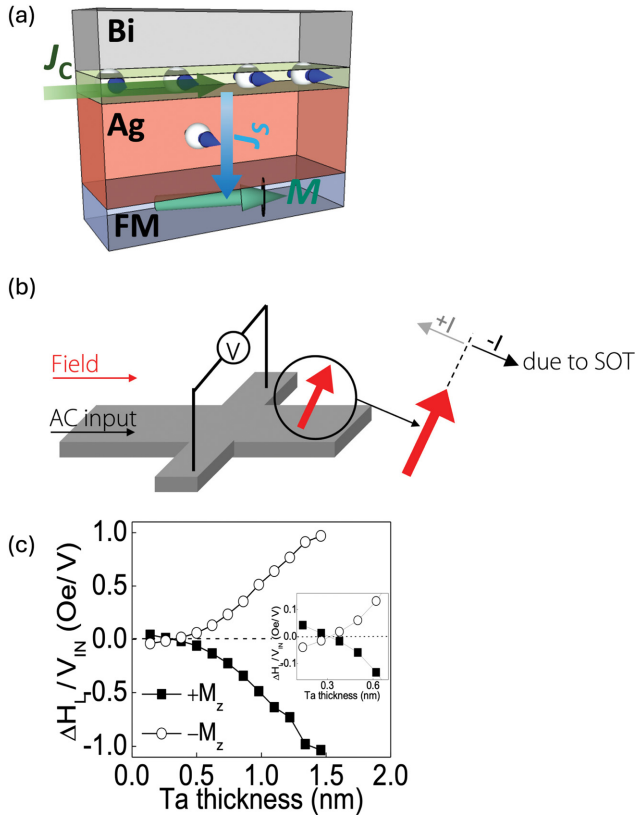 (a)
Bi
J_C
Ag
J_S
M
FM
(b)
+I
-I
due to SOT
V
Field
AC input
(c)
ΔH_L/V_IN (Oe/V)
1.0
0.5
0.0
-0.5
-1.0
+M_z
−M_z
0.0 0.5 1.0 1.5 2.0
Ta thickness (nm)
ΔH_L/V_IN (Oe/V)
0.1
0.0
-0.1
0.3 0.6
Ta thickness (nm)